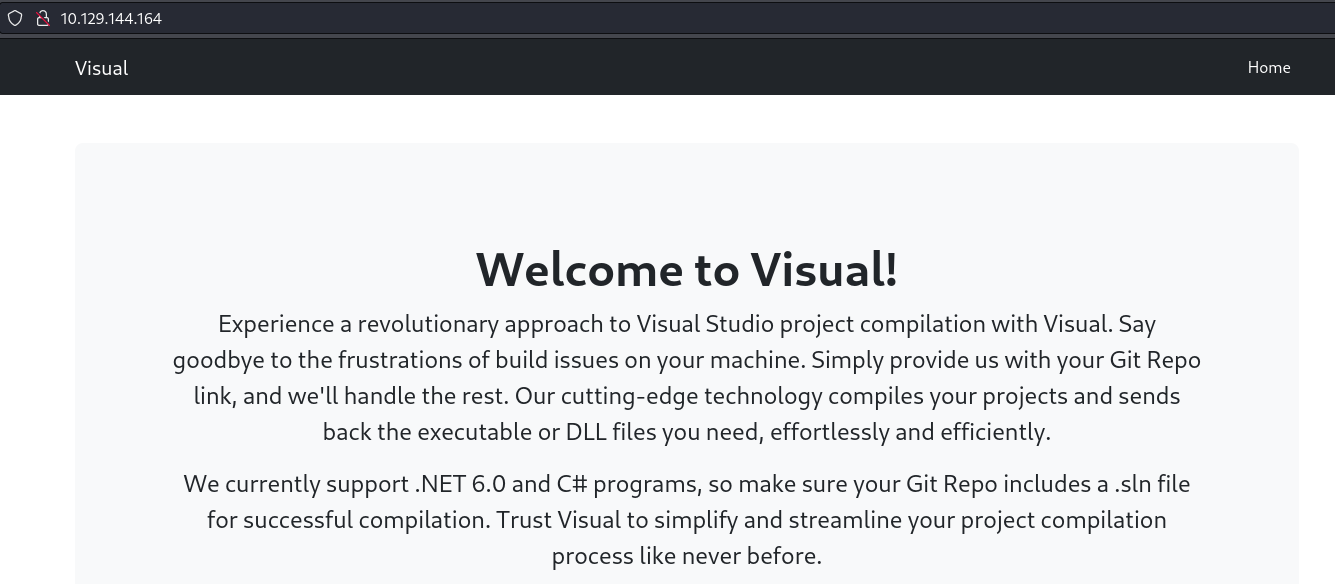 10.129.144.164
Visual Home
Welcome to Visual!
Experience a revolutionary approach to Visual Studio project compilation with Visual. Say
goodbye to the frustrations of build issues on your machine. Simply provide us with your Git Repo
link, and we'll handle the rest. Our cutting-edge technology compiles your projects and sends
back the executable or DLL files you need, effortlessly and efficiently.
We currently support .NET 6.0 and C# programs, so make sure your Git Repo includes a .sln file
for successful compilation. Trust Visual to simplify and streamline your project compilation
process like never before.